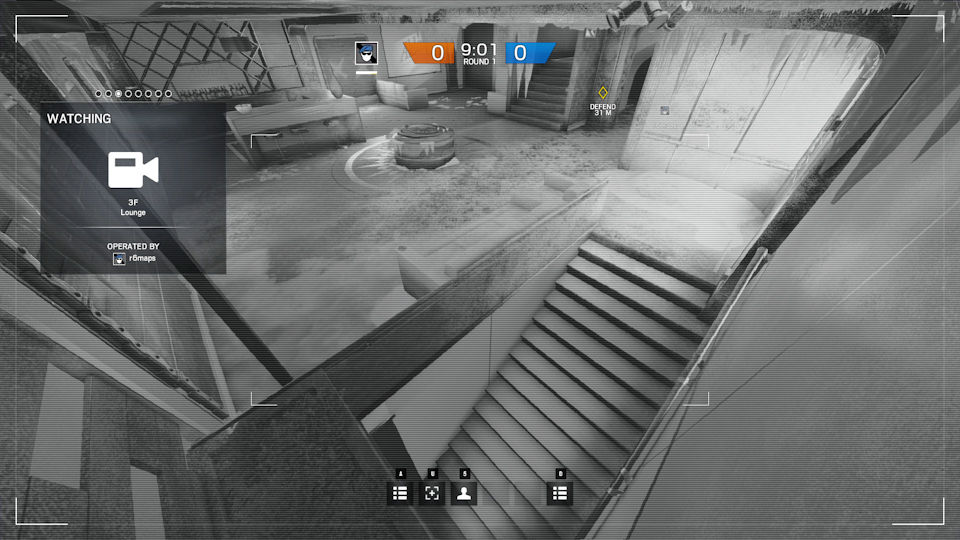 0
9:01
0
ROUND 1
DEFEND
31 M
WATCHING
3F
Lounge
OPERATED BY
r6maps
A
S